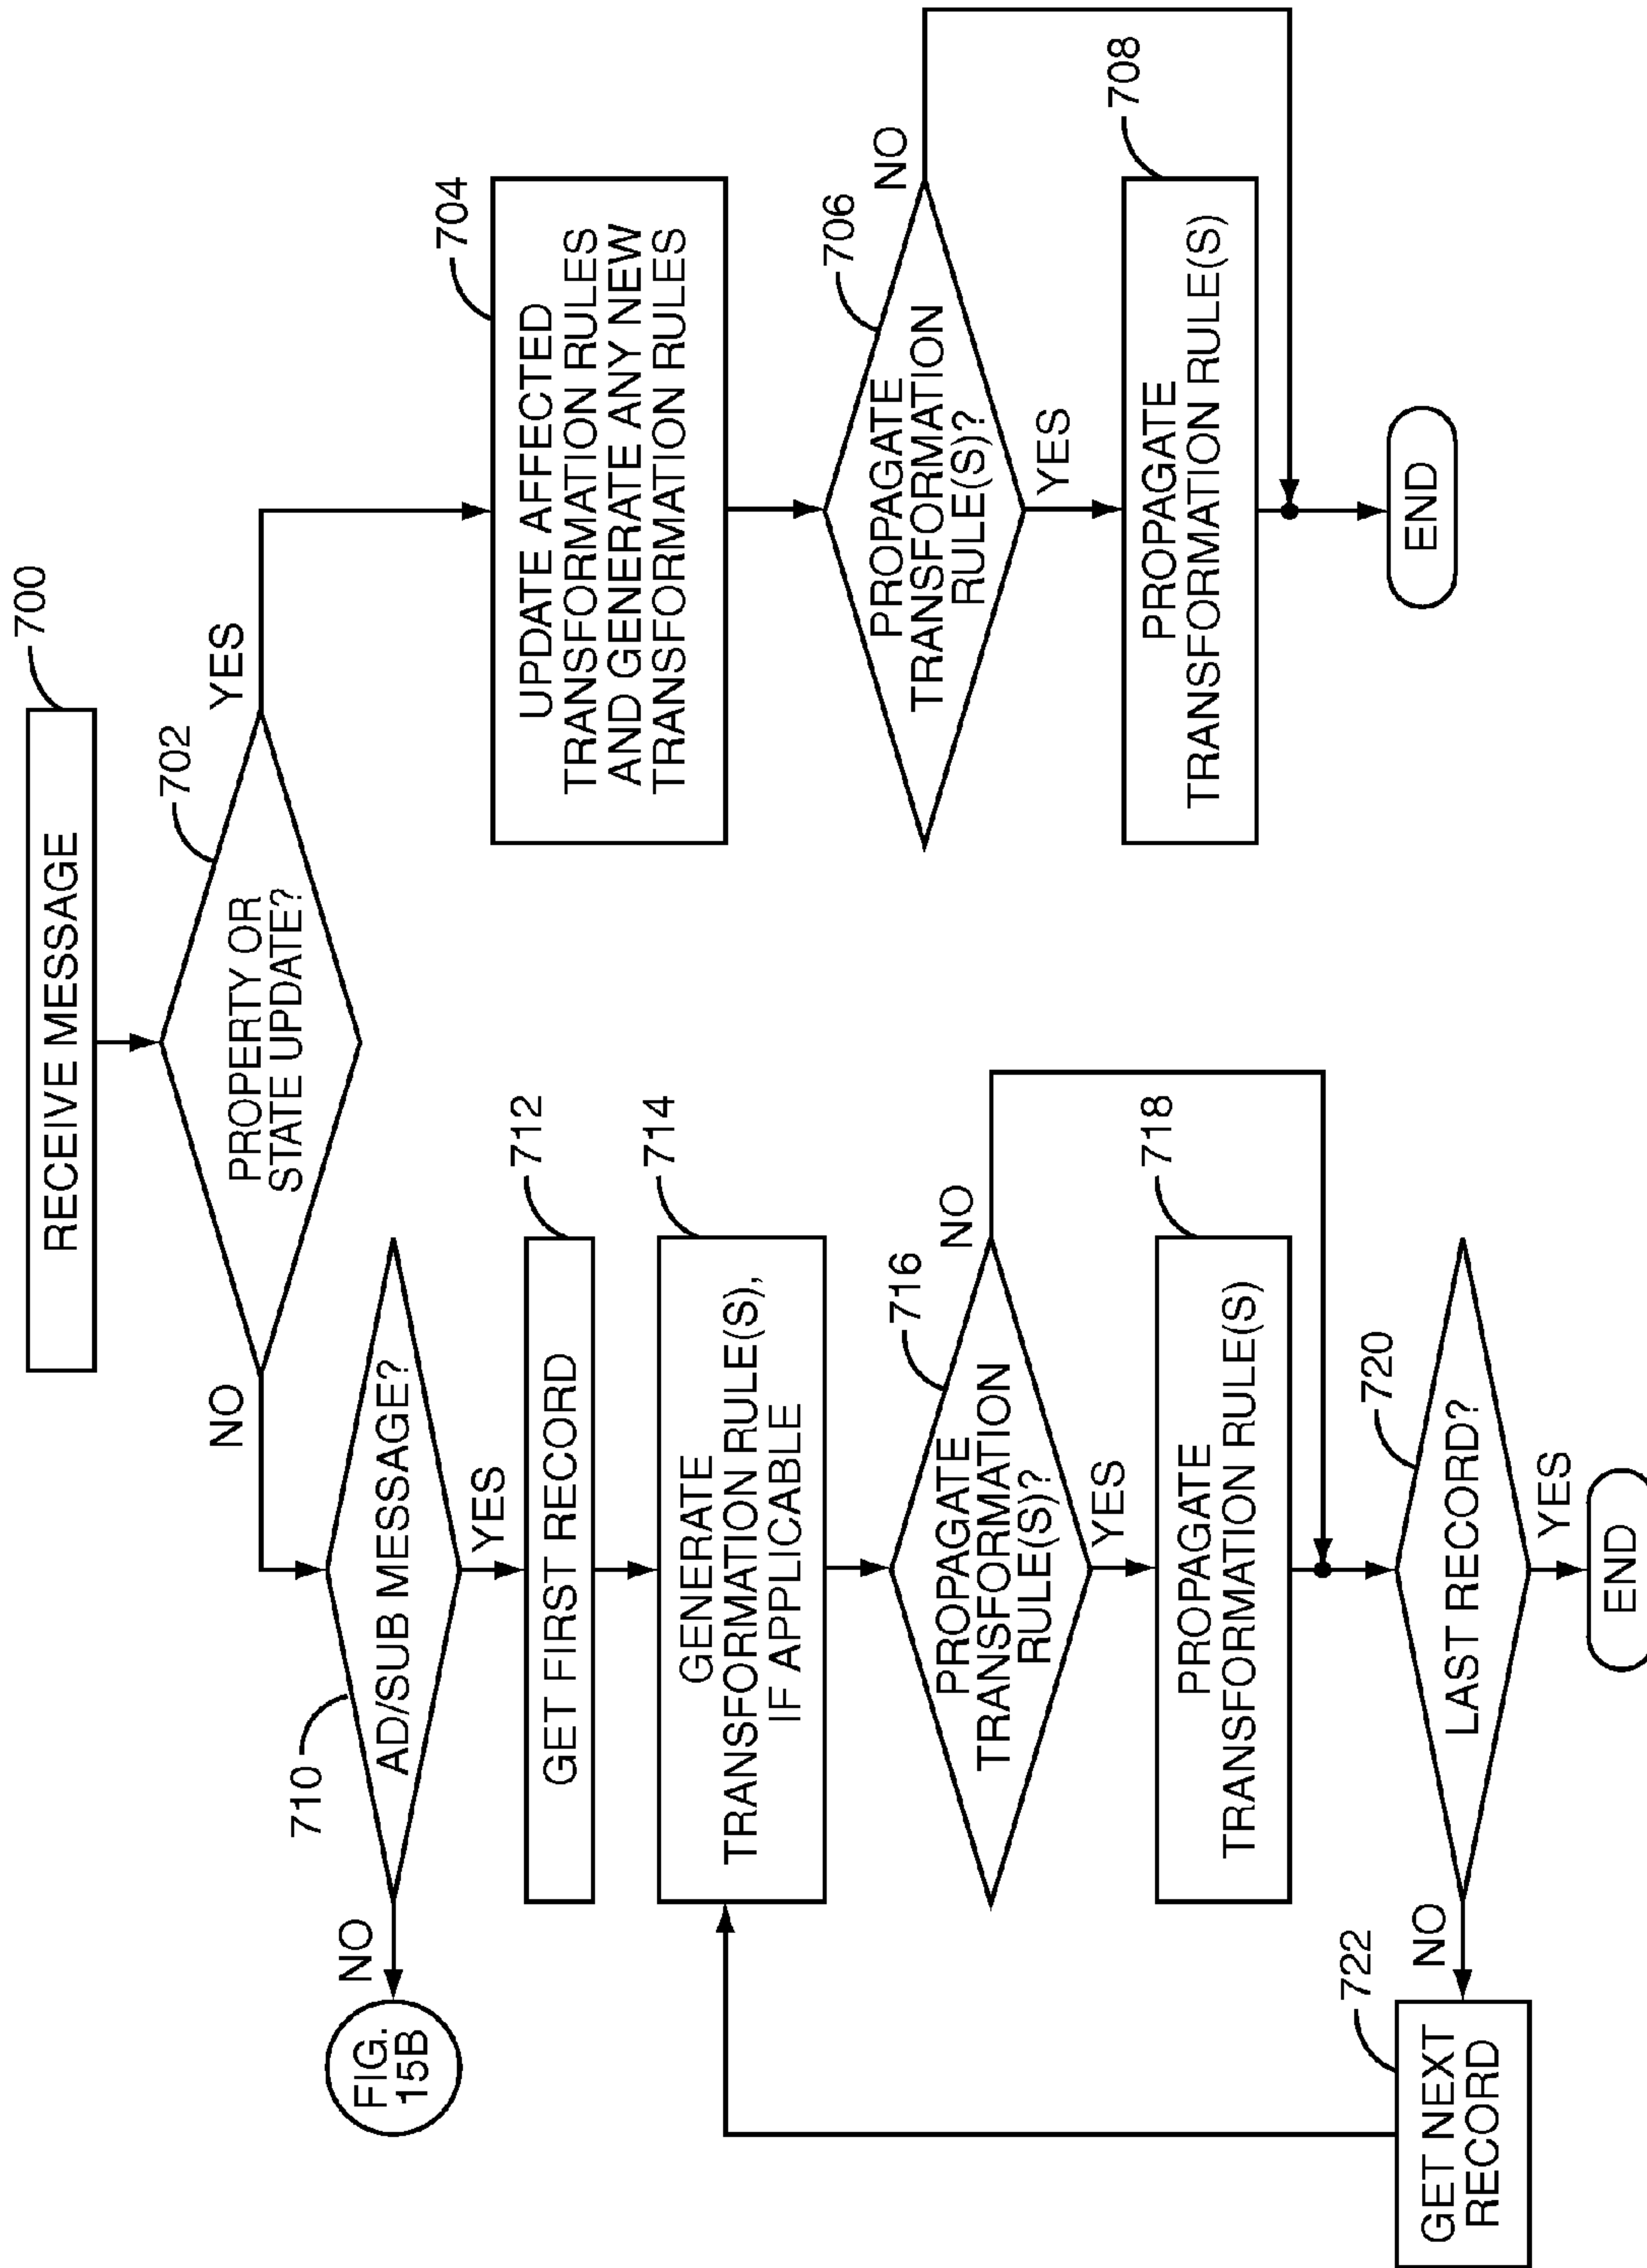 RECEIVE MESSAGE
700
PROPERTY OR
STATE UPDATE?
702
YES
NO
UPDATE AFFECTED
TRANSFORMATION RULES
AND GENERATE ANY NEW
TRANSFORMATION RULES
704
PROPAGATE
TRANSFORMATION
RULE(S)?
706
NO
YES
PROPAGATE
TRANSFORMATION RULE(S)
708
END
AD/SUB MESSAGE?
710
NO
FIG.
15B
YES
GET FIRST RECORD
712
GENERATE
TRANSFORMATION RULE(S),
IF APPLICABLE
714
PROPAGATE
TRANSFORMATION
RULE(S)?
716
NO
YES
PROPAGATE
TRANSFORMATION RULE(S)
718
LAST RECORD?
720
NO
YES
GET NEXT
RECORD
722
END